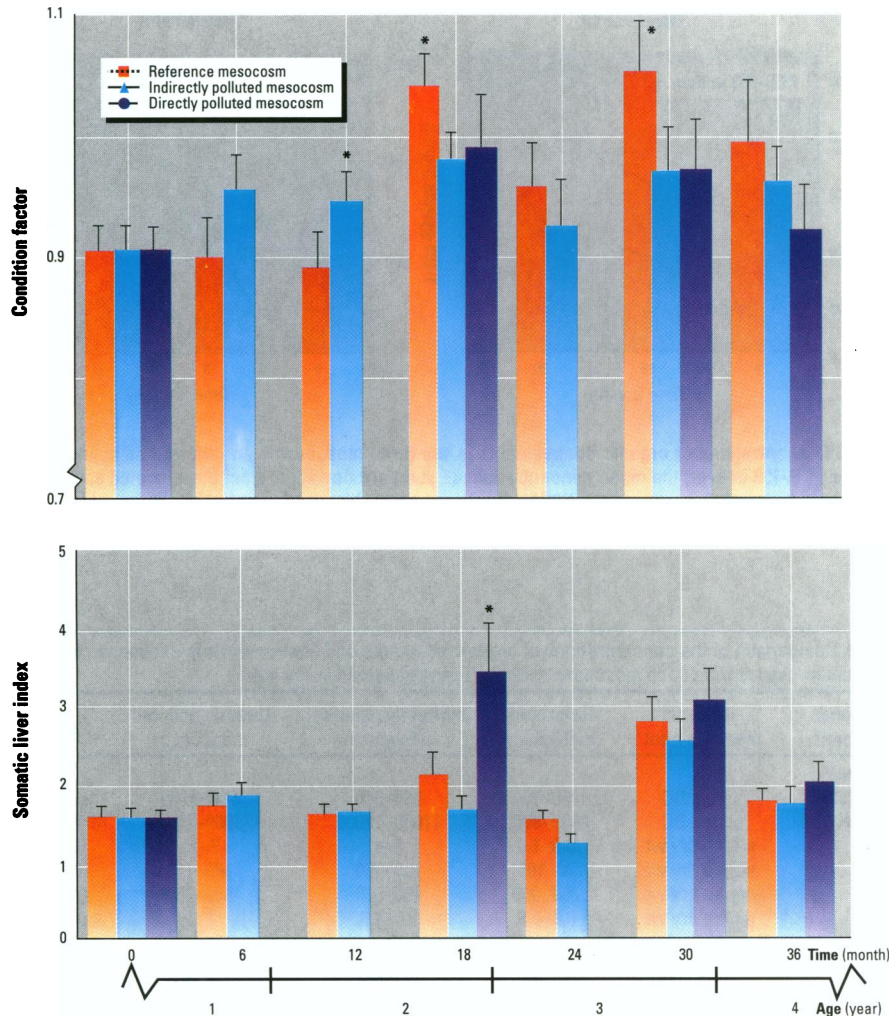 1.1
Reference mesocosm
Indirectly polluted mesocosm
Directly polluted mesocosm
*
*
*
*
0.9
0.7
Condition factor
5
4
3
2
1
0
*
Somatic liver index
0 6 12 18 24 30 36 Time (month)
1 2 3 4 Age (year)